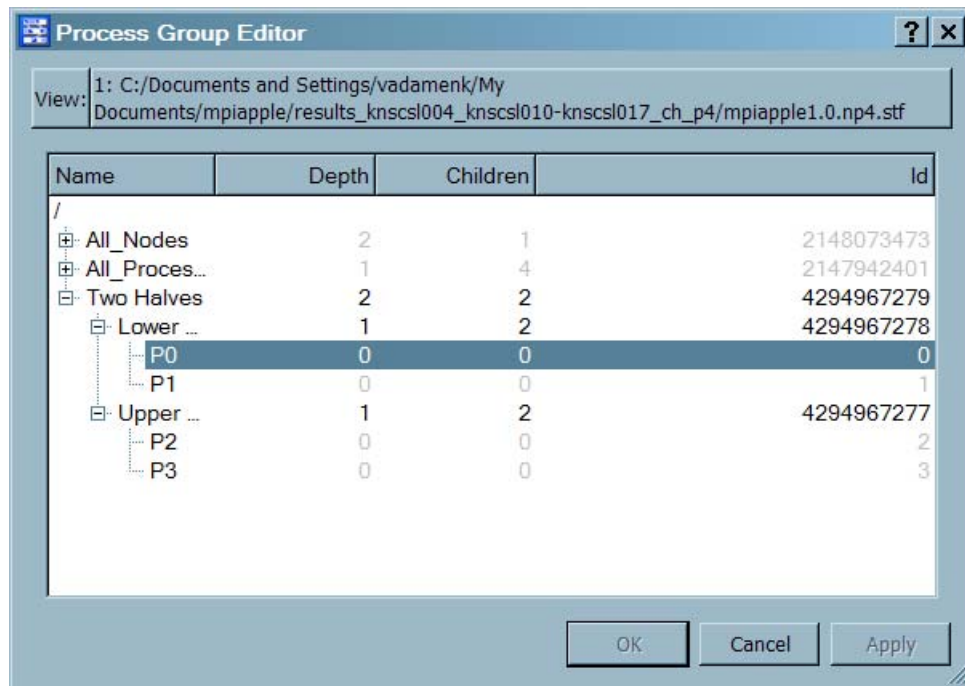 Process Group Editor
View:
1: C:/Documents and Settings/vadamenk/My
Documents/mpiapple/results_knscsl004_knscsl010-knscsl017_ch_p4/mpiapple1.0.np4.stf
Name Depth Children Id
/
All_Nodes 2 1 2148073473
All_Proces... 1 4 2147942401
Two Halves 2 2 4294967279
Lower ... 1 2 4294967278
P0 0 0 0
P1 0 0 1
Upper ... 1 2 4294967277
P2 0 0 2
P3 0 0 3
OK Cancel Apply